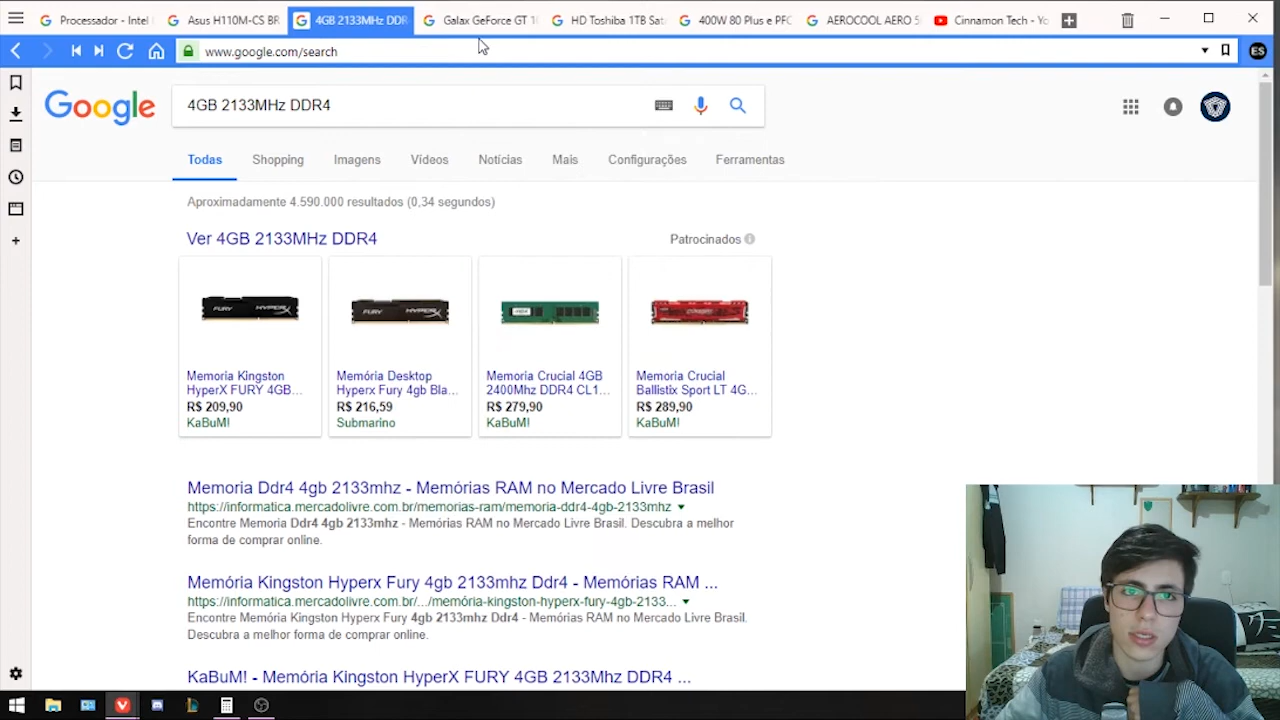 Processador - Intel
Asus H110M-CS BR
4GB 2133MHz DDR
Galax GeForce GT 1
HD Toshiba 1TB Sat
400W 80 Plus e PFC
AEROCOOL AERO 5
Cinnamon Tech - Yo
www.google.com/search
ES
Google
4GB 2133MHz DDR4
Todas
Shopping
Imagens
Vídeos
Notícias
Mais
Configurações
Ferramentas
Aproximadamente 4.590.000 resultados (0,34 segundos)
Ver 4GB 2133MHz DDR4
Patrocinados
FURY HYPERX
Memoria Kingston
HyperX FURY 4GB...
R$ 209,90
KaBuM!
FURY HYPERX
Memória Desktop
Hyperx Fury 4gb Bla...
R$ 216,59
Submarino
Memoria Crucial 4GB
2400Mhz DDR4 CL1...
R$ 279,90
KaBuM!
Memoria Crucial
Ballistix Sport LT 4G...
R$ 289,90
KaBuM!
Memoria Ddr4 4gb 2133mhz - Memórias RAM no Mercado Livre Brasil
https://informatica.mercadolivre.com.br/memorias-ram/memoria-ddr4-4gb-2133mhz
Encontre Memoria Ddr4 4gb 2133mhz - Memórias RAM no Mercado Livre Brasil. Descubra a melhor
forma de comprar online.
Memória Kingston Hyperx Fury 4gb 2133mhz Ddr4 - Memórias RAM ...
https://informatica.mercadolivre.com.br/.../memória-kingston-hyperx-fury-4gb-2133...
Encontre Memória Kingston Hyperx Fury 4gb 2133mhz Ddr4 - Memórias RAM no Mercado Livre Brasil.
Descubra a melhor forma de comprar online.
KaBuM! - Memória Kingston HyperX FURY 4GB 2133MHz DDR4 ...